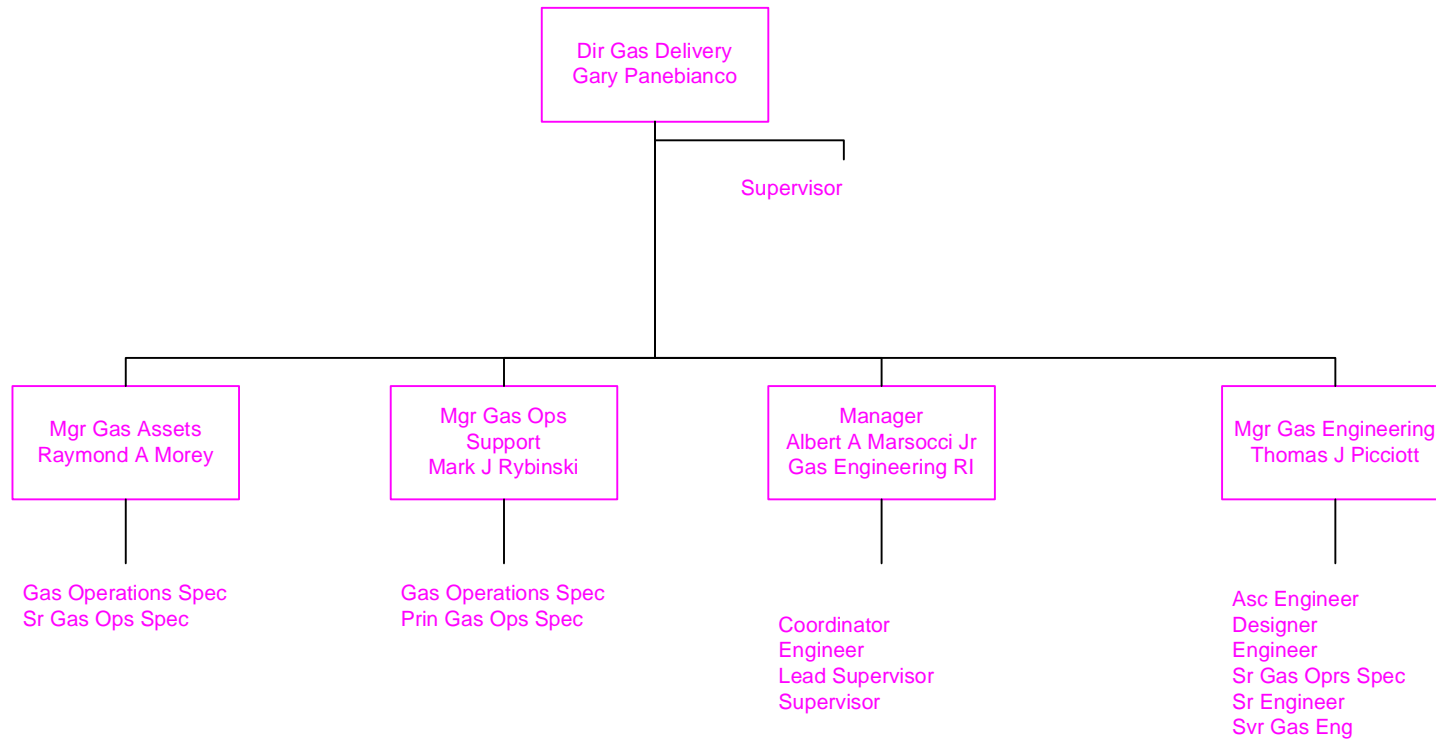 Dir Gas Delivery
Gary Panebianco
Supervisor
Mgr Gas Assets
Raymond A Morey
Mgr Gas Ops
Support
Mark J Rybinski
Manager
Albert A Marsocci Jr
Gas Engineering RI
Mgr Gas Engineering
Thomas J Picciott
Gas Operations Spec
Sr Gas Ops Spec
Gas Operations Spec
Prin Gas Ops Spec
Coordinator
Engineer
Lead Supervisor
Supervisor
Asc Engineer
Designer
Engineer
Sr Gas Oprs Spec
Sr Engineer
Svr Gas Eng